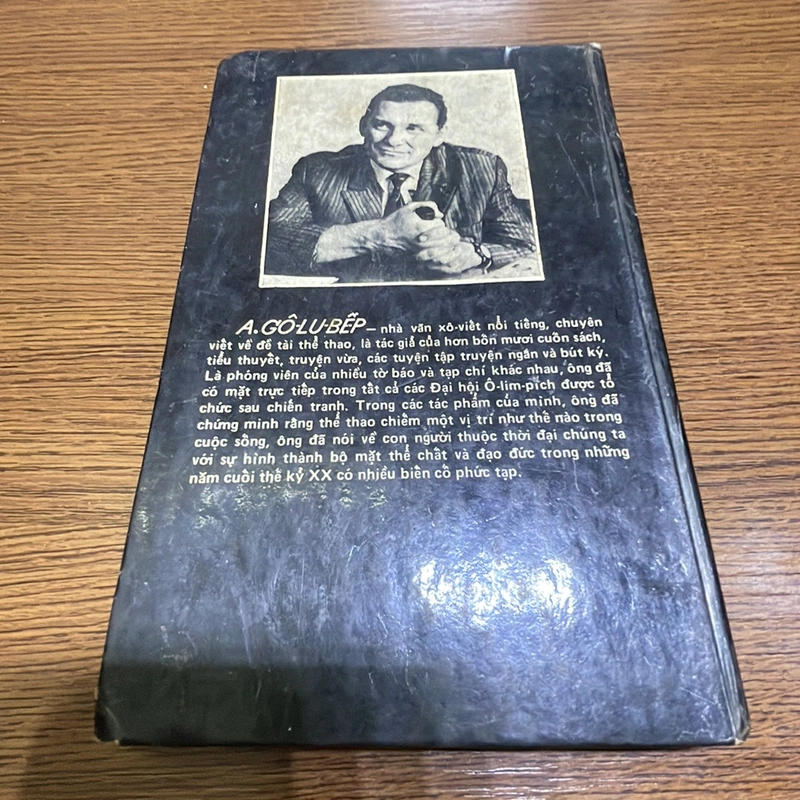 A. GÔ-LU-BẾP — nhà văn xô-viết nổi tiếng, chuyên
viết về đề tài thể thao, là tác giả của hơn bốn mươi cuốn sách,
tiểu thuyết, truyện vừa, các tuyện tập truyện ngắn và bút ký.
Là phóng viên của nhiều tờ báo và tạp chí khác nhau, ông đã
có mặt trực tiếp trong tất cả các Đại hội Ô-lim-pích được tổ
chức sau chiến tranh. Trong các tác phẩm của mình, ông đã
chứng minh rằng thể thao chiếm một vị trí như thế nào trong
cuộc sống, ông đã nói về con người thuộc thời đại chúng ta
với sự hình thành bộ mặt thể chất và đạo đức trong những
năm cuối thế kỷ XX có nhiều biến cố phức tạp.